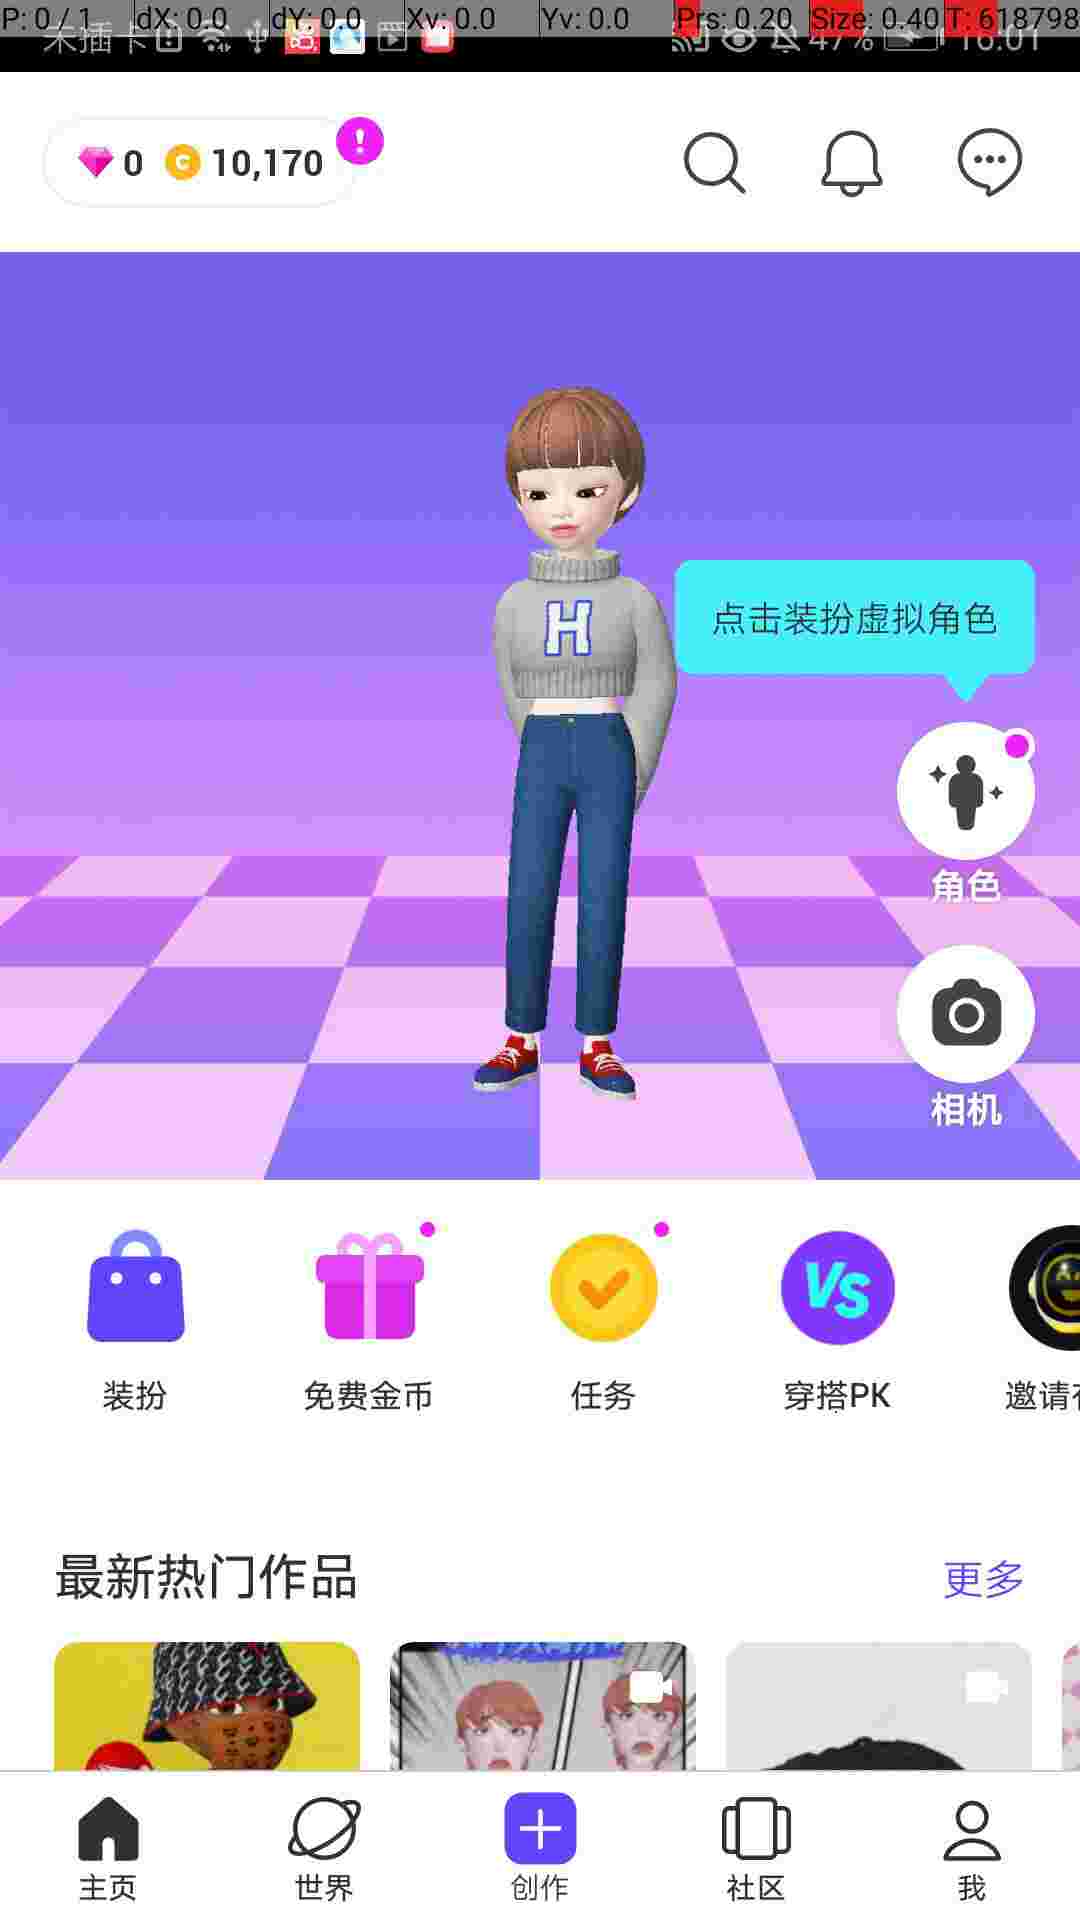 P: 0 / 1 dX: 0.0 dY: 0.0 Xv: 0.0 Yv: 0.0 Prs: 0.20 Size: 0.40 T: 618798
未插卡 47% 16:01
0 C 10,170 !
H
点击装扮虚拟角色
角色
相机
VS
装扮 免费金币 任务 穿搭PK 邀请
最新热门作品 更多
主页 世界 创作 社区 我